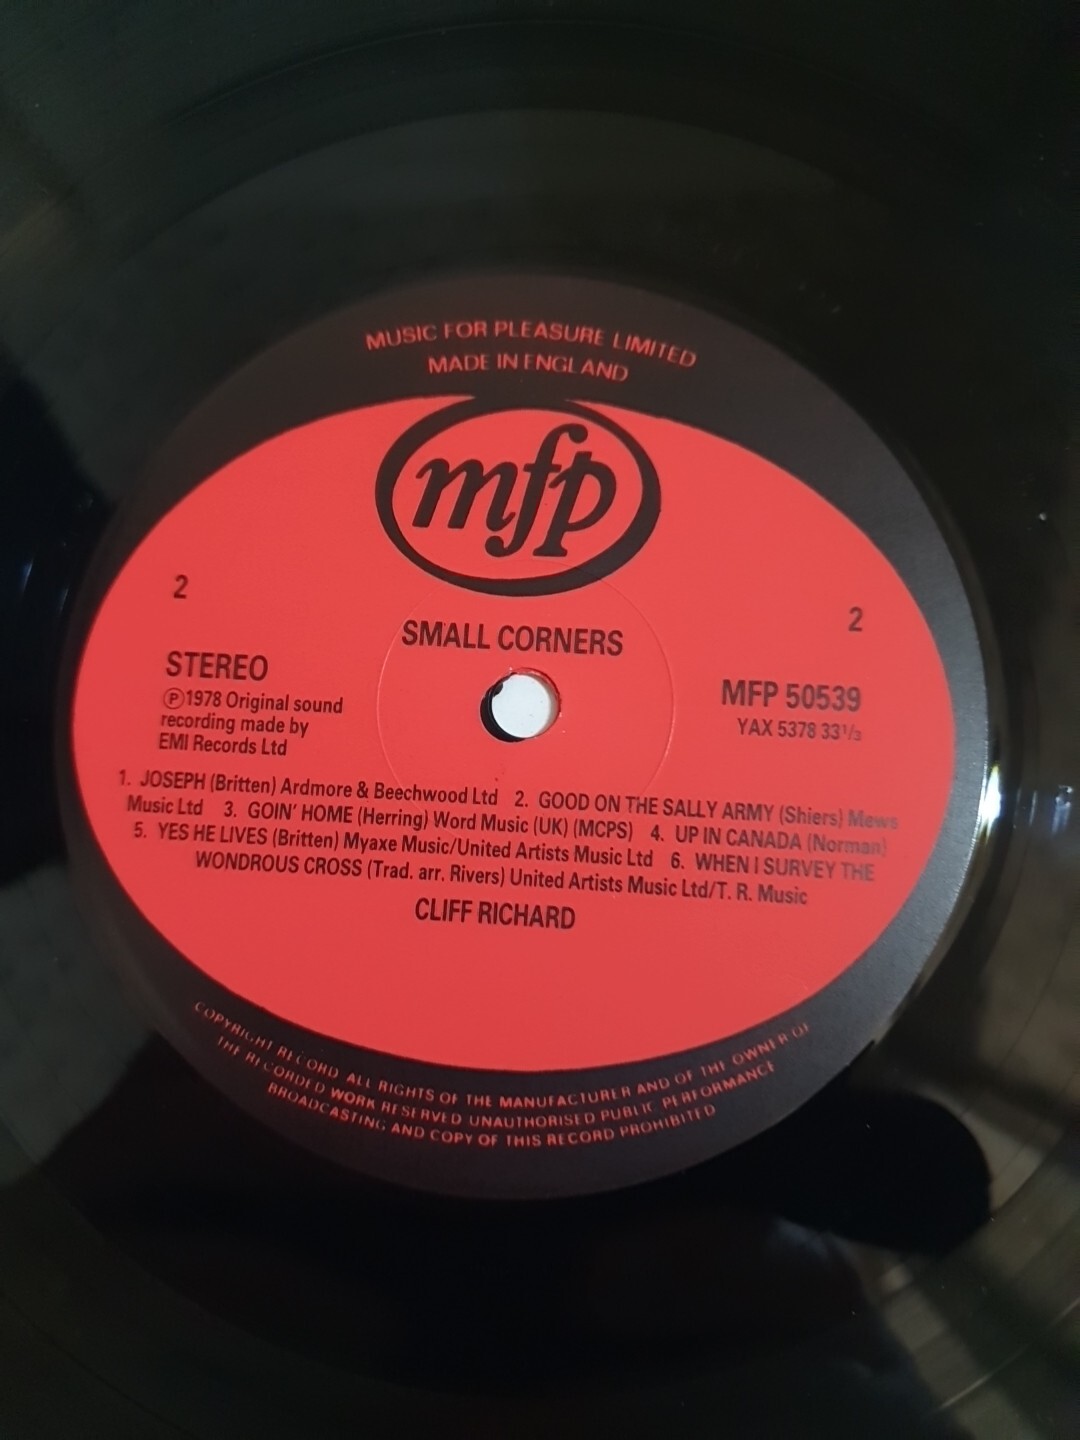 MUSIC FOR PLEASURE LIMITED
MADE IN ENGLAND
mfp
2
2
SMALL CORNERS
STEREO
Ⓟ1978 Original sound
recording made by
EMI Records Ltd
MFP 50539
YAX 5378 33⅓
1. JOSEPH (Britten) Ardmore & Beechwood Ltd 2. GOOD ON THE SALLY ARMY (Shiers) Mews
Music Ltd 3. GOIN' HOME (Herring) Word Music (UK) (MCPS) 4. UP IN CANADA (Norman)
5. YES HE LIVES (Britten) Myaxe Music/United Artists Music Ltd 6. WHEN I SURVEY THE
WONDROUS CROSS (Trad. arr. Rivers) United Artists Music Ltd/T. R. Music
CLIFF RICHARD
COPYRIGHT RECORD ALL RIGHTS OF THE MANUFACTURER AND OF THE OWNER OF
THE RECORDED WORK RESERVED UNAUTHORISED PUBLIC PERFORMANCE
BROADCASTING AND COPY OF THIS RECORD PROHIBITED